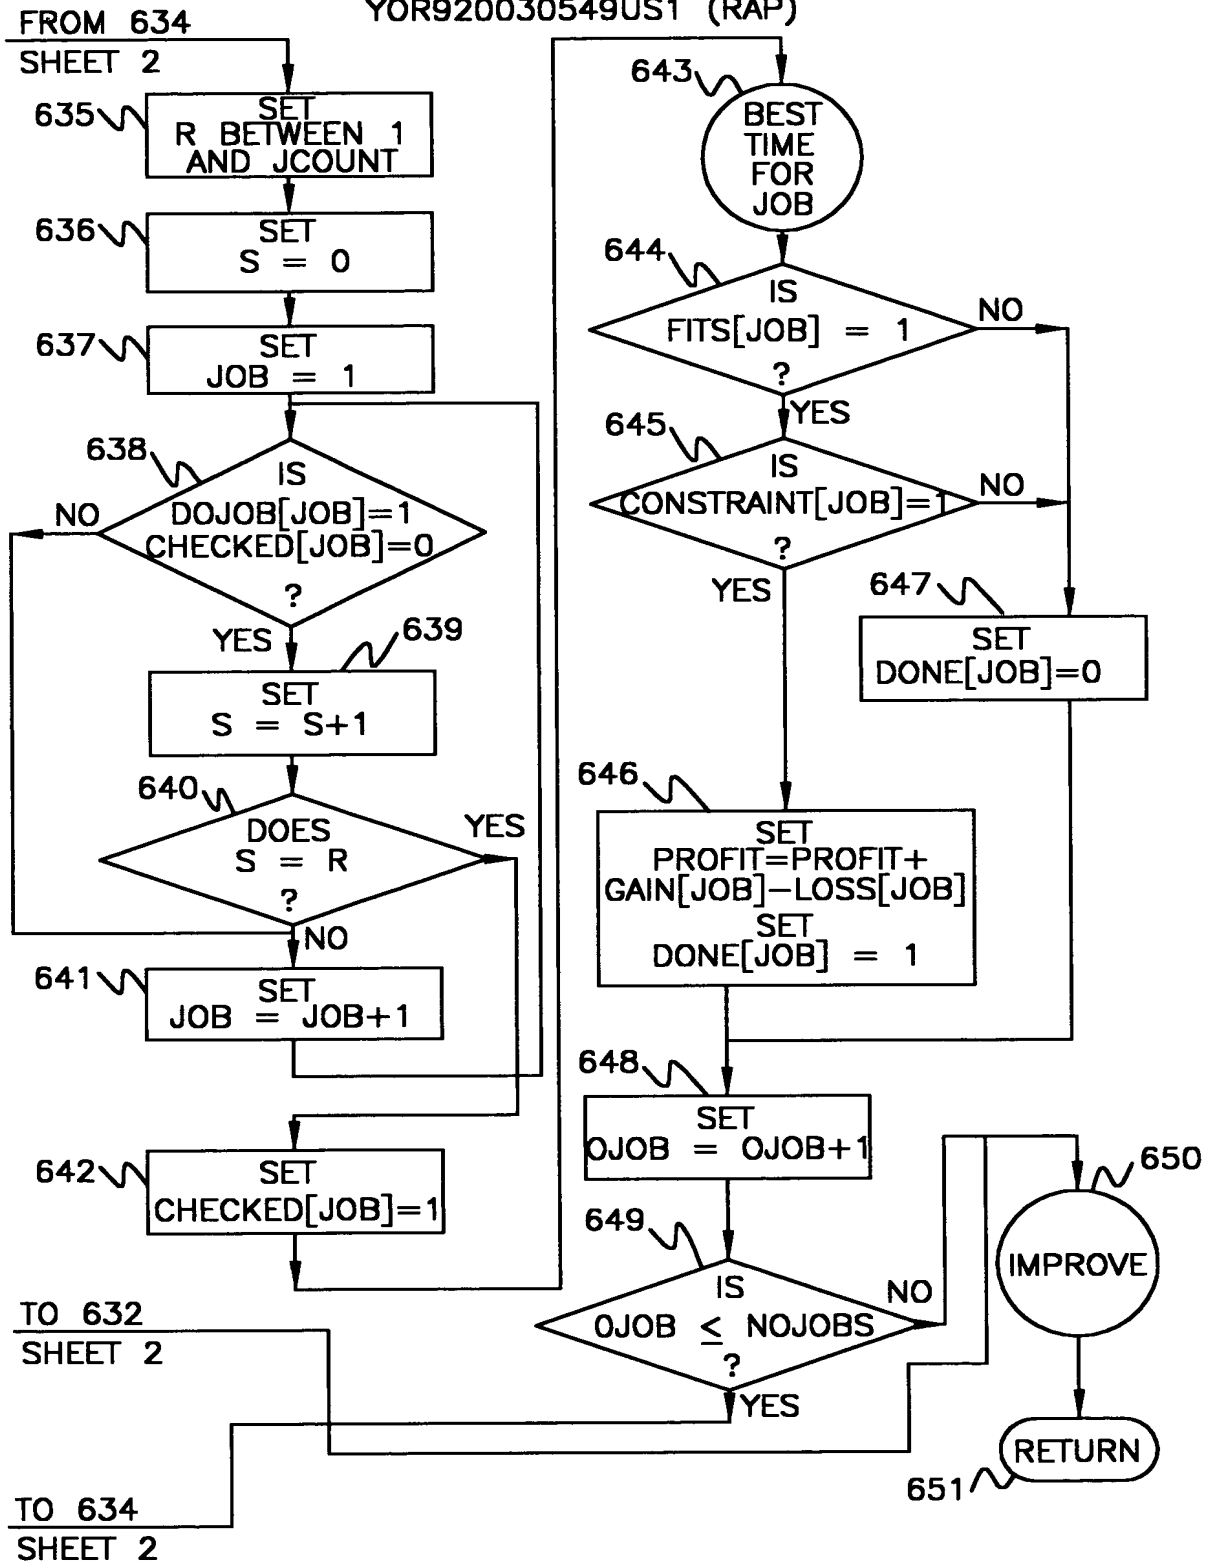 YOR920030549US1 (RAP)
FROM 634
SHEET 2
635
SET
R BETWEEN 1
AND JCOUNT
636
SET
S = 0
637
SET
JOB = 1
638
IS
DOJOB[JOB]=1
CHECKED[JOB]=0
?
NO
YES
639
SET
S = S+1
640
DOES
S = R
?
YES
NO
641
SET
JOB = JOB+1
642
SET
CHECKED[JOB]=1
TO 632
SHEET 2
TO 634
SHEET 2
643
BEST
TIME
FOR
JOB
644
IS
FITS[JOB] = 1
?
NO
YES
645
IS
CONSTRAINT[JOB]=1
?
NO
YES
647
SET
DONE[JOB]=0
646
SET
PROFIT=PROFIT+
GAIN[JOB]-LOSS[JOB]
SET
DONE[JOB] = 1
648
SET
OJOB = OJOB+1
649
IS
OJOB ≤ NOJOBS
?
NO
YES
650
IMPROVE
RETURN
651